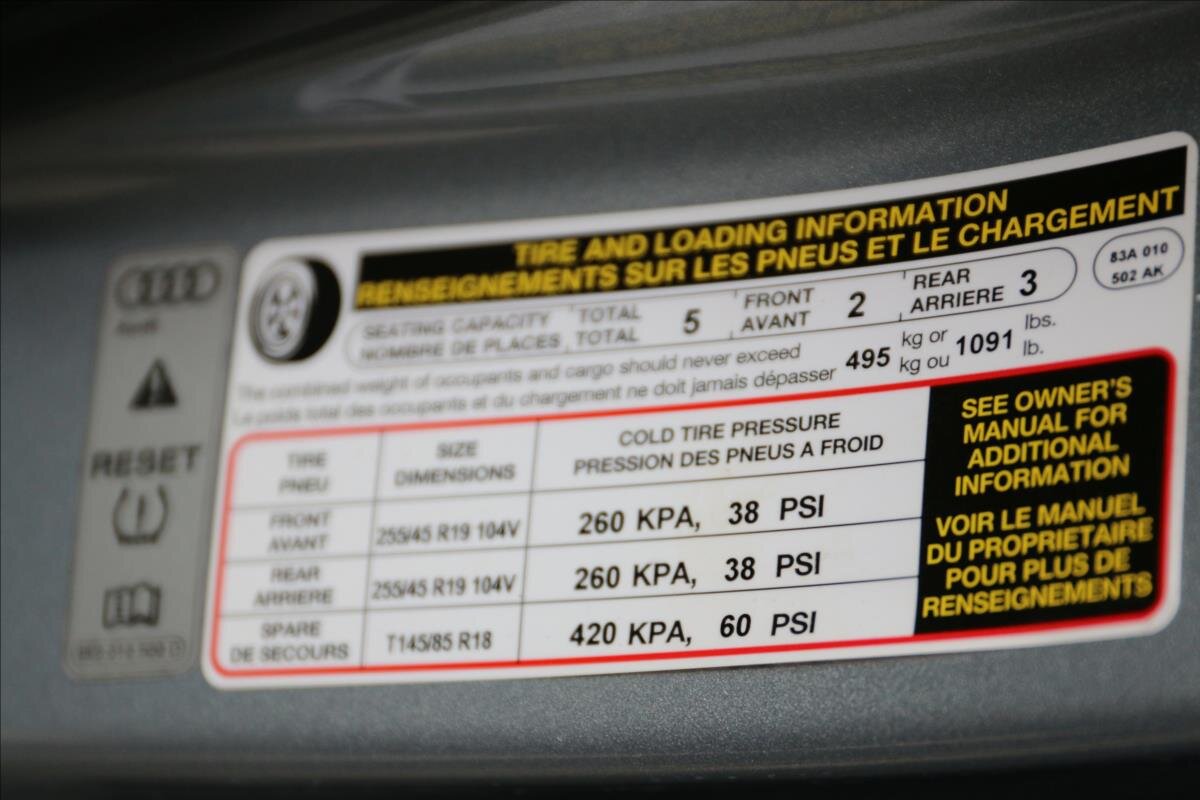 TIRE AND LOADING INFORMATION
RENSEIGNEMENTS SUR LES PNEUS ET LE CHARGEMENT
83A 010
502 AK
SEATING CAPACITY TOTAL 5 FRONT 2 REAR 3
NOMBRE DE PLACES TOTAL AVANT ARRIERE
The combined weight of occupants and cargo should never exceed 495 kg or 1091 lbs.
Le poids total des occupants et du chargement ne doit jamais dépasser kg ou lb.
TIRE SIZE COLD TIRE PRESSURE
PNEU DIMENSIONS PRESSION DES PNEUS A FROID
FRONT
AVANT 255/45 R19 104V 260 KPA, 38 PSI
REAR
ARRIERE 255/45 R19 104V 260 KPA, 38 PSI
SPARE
DE SECOURS T145/85 R18 420 KPA, 60 PSI
SEE OWNER'S
MANUAL FOR
ADDITIONAL
INFORMATION
VOIR LE MANUEL
DU PROPRIETAIRE
POUR PLUS DE
RENSEIGNEMENTS
Audi
RESET